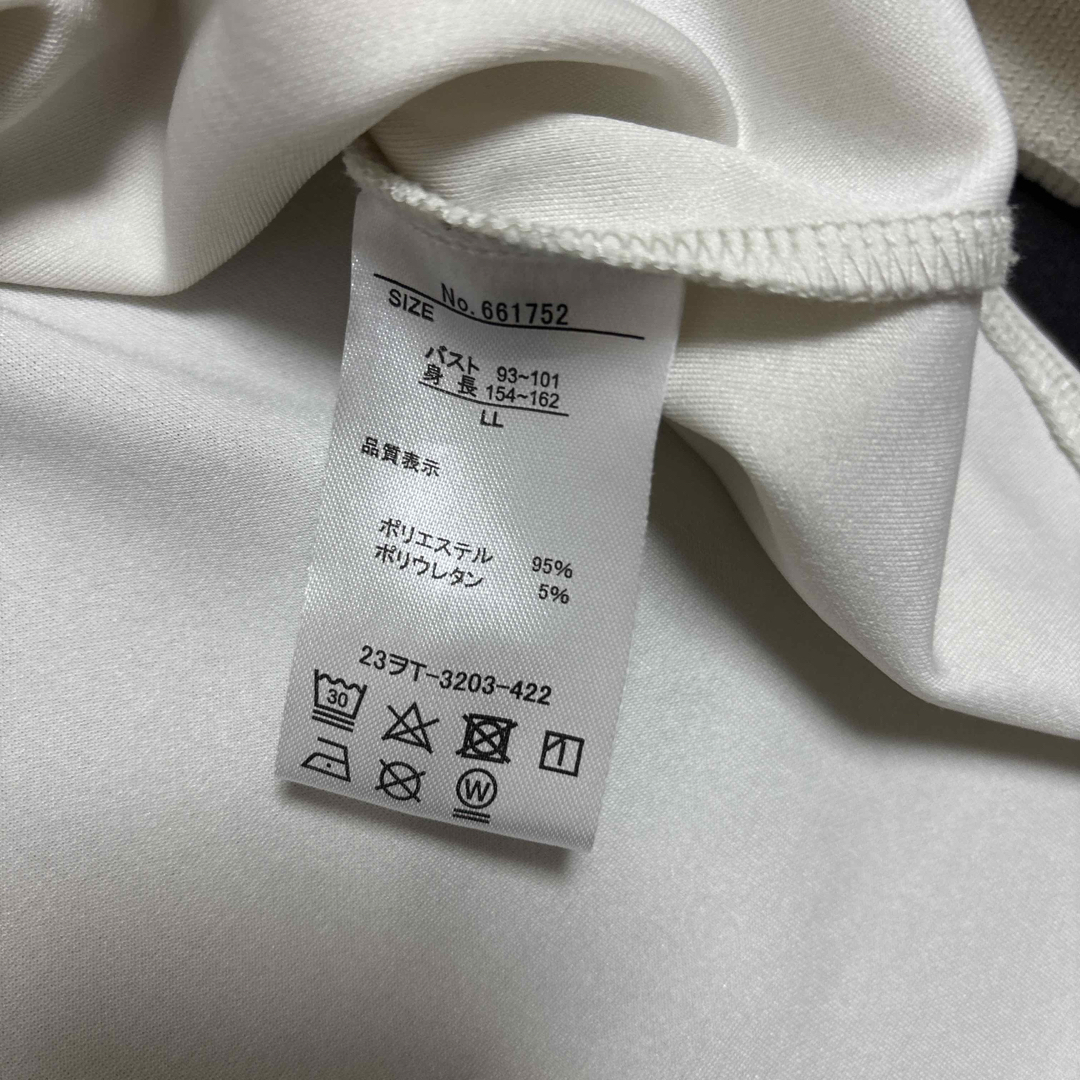 No.661752
SIZE
バスト 93~101
身 長 154~162
LL
品質表示
ポリエステル 95%
ポリウレタン 5%
23ヲT-3203-422
30
W